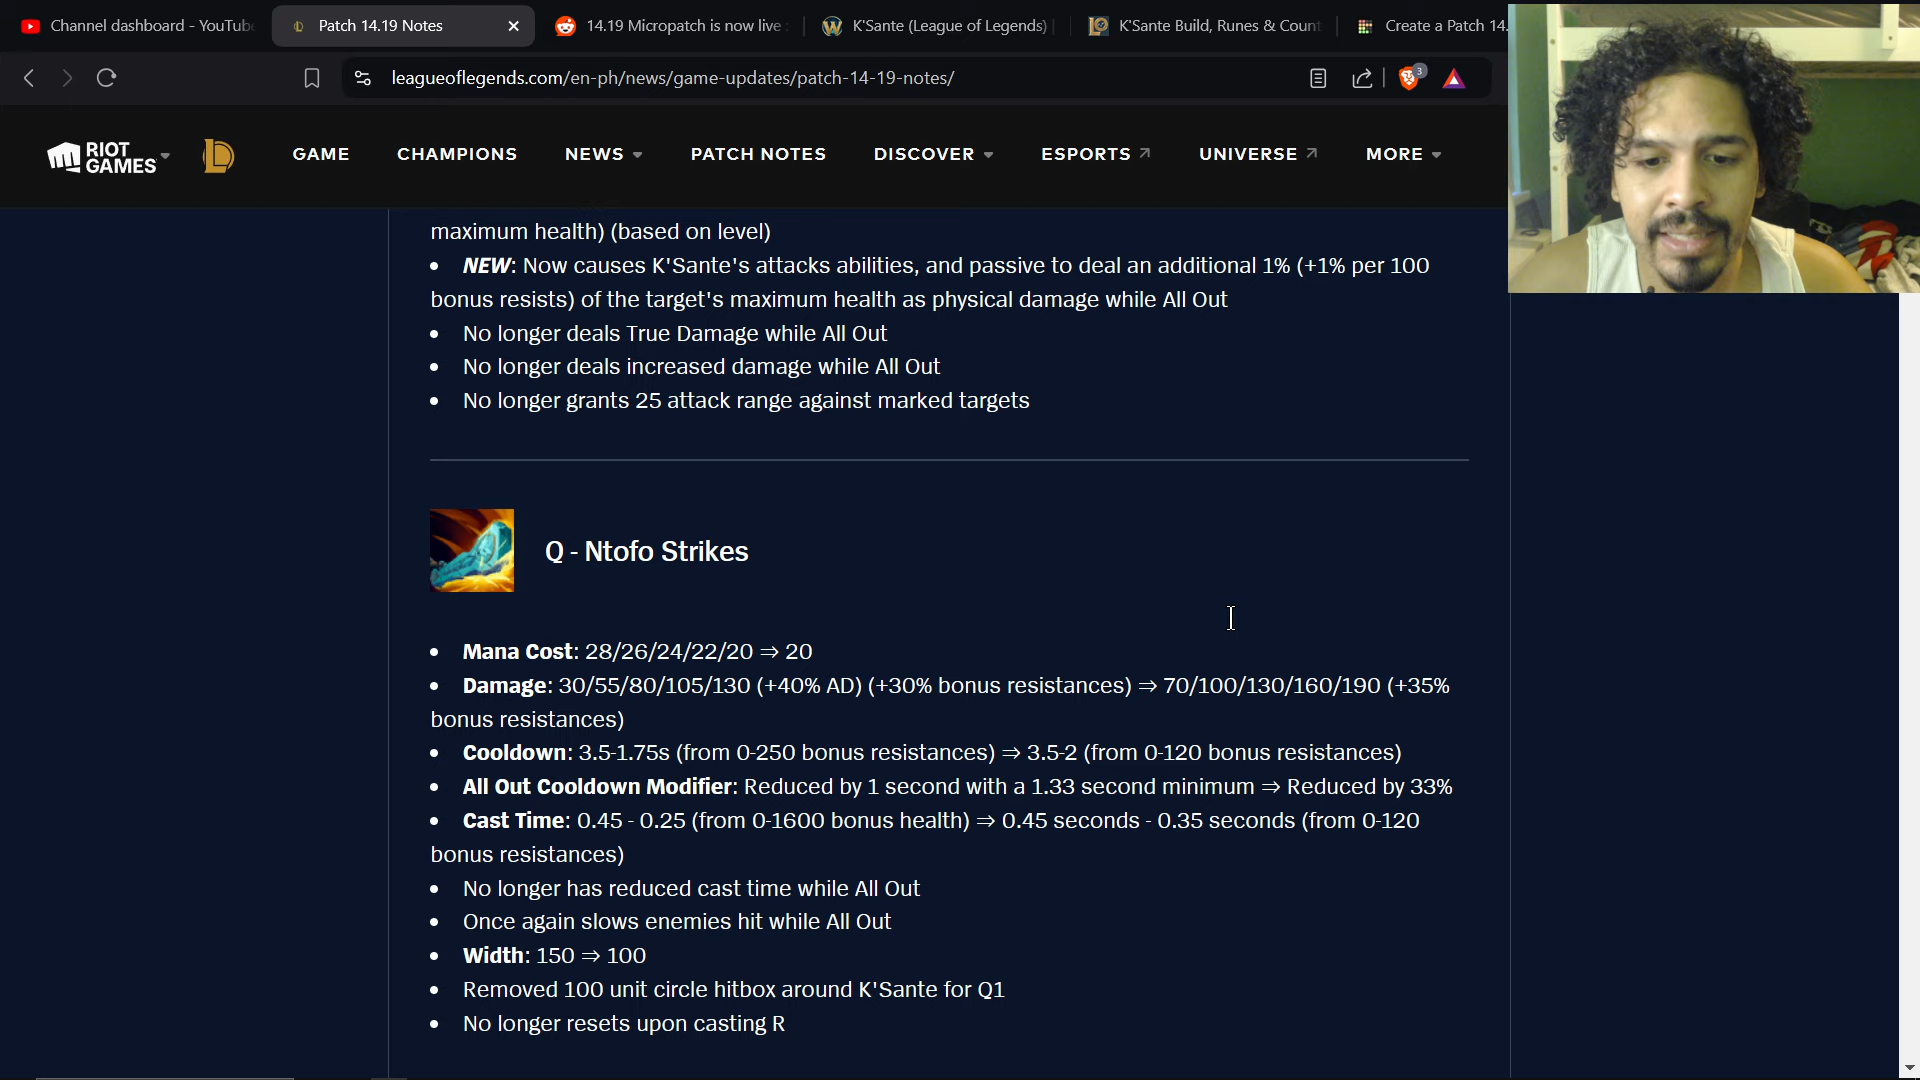 Channel dashboard - YouTube
Patch 14.19 Notes
14.19 Micropatch is now live
K'Sante (League of Legends)
K'Sante Build, Runes & Count
Create a Patch 14.
leagueoflegends.com/en-ph/news/game-updates/patch-14-19-notes/
3
RIOT GAMES
GAME
CHAMPIONS
NEWS
PATCH NOTES
DISCOVER
ESPORTS
UNIVERSE
MORE
maximum health) (based on level)
• NEW: Now causes K'Sante's attacks abilities, and passive to deal an additional 1% (+1% per 100
bonus resists) of the target's maximum health as physical damage while All Out
• No longer deals True Damage while All Out
• No longer deals increased damage while All Out
• No longer grants 25 attack range against marked targets
Q - Ntofo Strikes
• Mana Cost: 28/26/24/22/20 ⇒ 20
• Damage: 30/55/80/105/130 (+40% AD) (+30% bonus resistances) ⇒ 70/100/130/160/190 (+35%
bonus resistances)
• Cooldown: 3.5-1.75s (from 0-250 bonus resistances) ⇒ 3.5-2 (from 0-120 bonus resistances)
• All Out Cooldown Modifier: Reduced by 1 second with a 1.33 second minimum ⇒ Reduced by 33%
• Cast Time: 0.45 - 0.25 (from 0-1600 bonus health) ⇒ 0.45 seconds - 0.35 seconds (from 0-120
bonus resistances)
• No longer has reduced cast time while All Out
• Once again slows enemies hit while All Out
• Width: 150 ⇒ 100
• Removed 100 unit circle hitbox around K'Sante for Q1
• No longer resets upon casting R